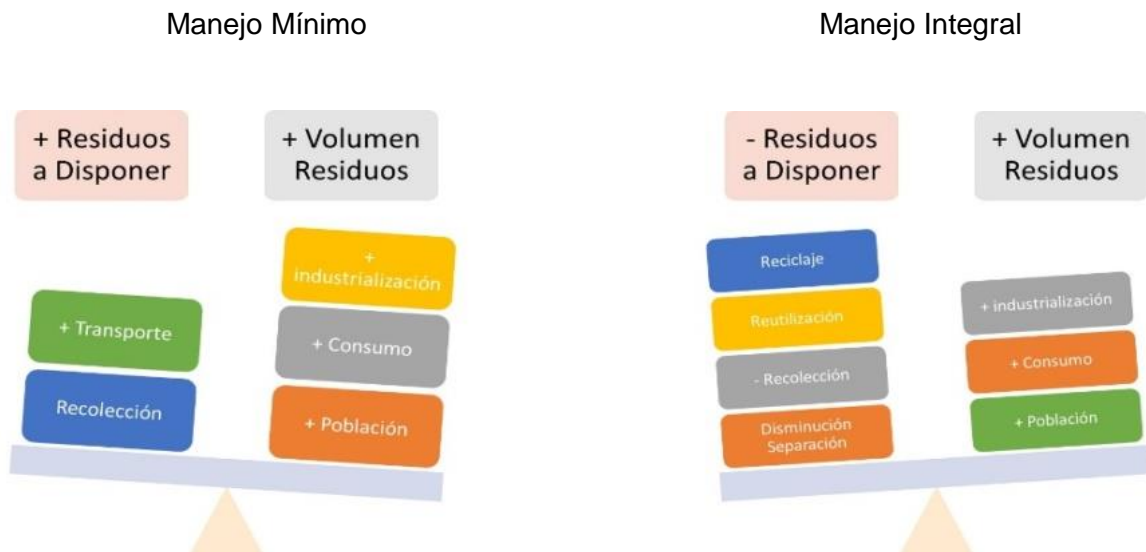 Manejo Mínimo
+ Residuos
a Disponer
+ Volumen
Residuos
+
industrialización
+ Transporte
+ Consumo
Recolección
+ Población
Manejo Integral
- Residuos
a Disponer
+ Volumen
Residuos
Reciclaje
Reutilización
- Recolección
Disminución
Separación
+ industrialización
+ Consumo
+ Población